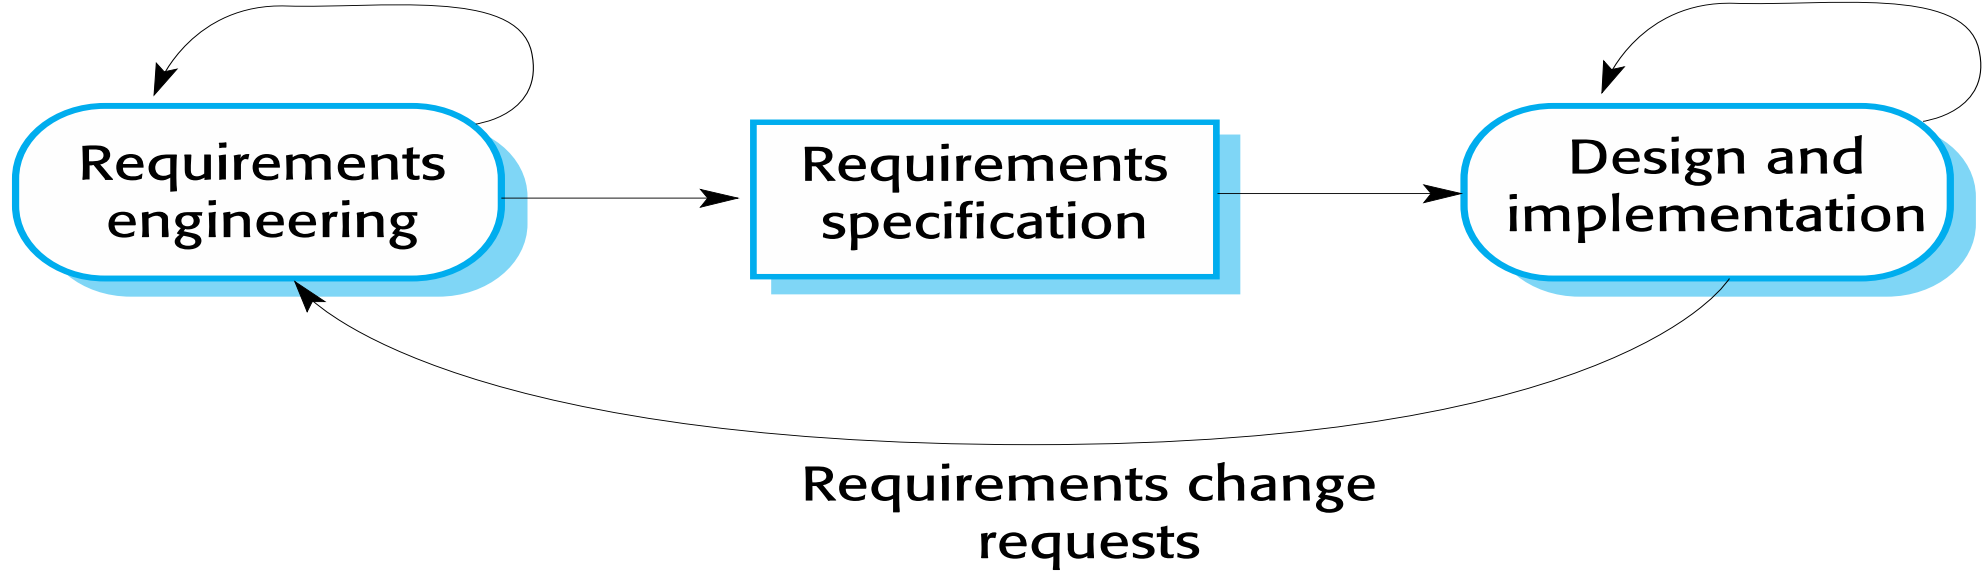 Requirements
engineering
Requirements
specification
Design and
implementation
Requirements change
requests